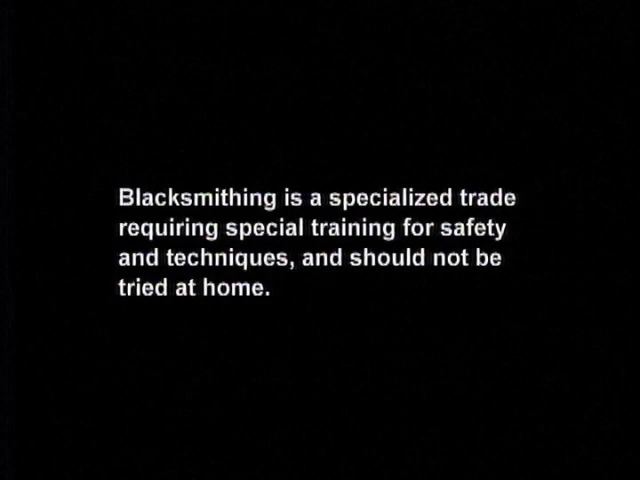 Blacksmithing is a specialized trade
requiring special training for safety
and techniques, and should not be
tried at home.